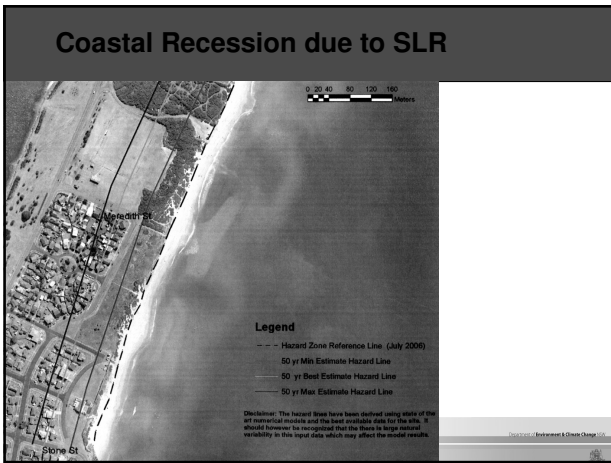 Coastal Recession due to SLR
0 20 40 80 120 160
Meters
Meredith St
Legend
Hazard Zone Reference Line (July 2006)
50 yr Min Estimate Hazard Line
50 yr Best Estimate Hazard Line
50 yr Max Estimate Hazard Line
Disclaimer: The hazard lines have been derived using state of the
art numerical models and the best available data for the site. It
should however be recognized that the there is large natural
variability in this input data which may affect the model results.
Stone St
Department of Environment & Climate Change NSW